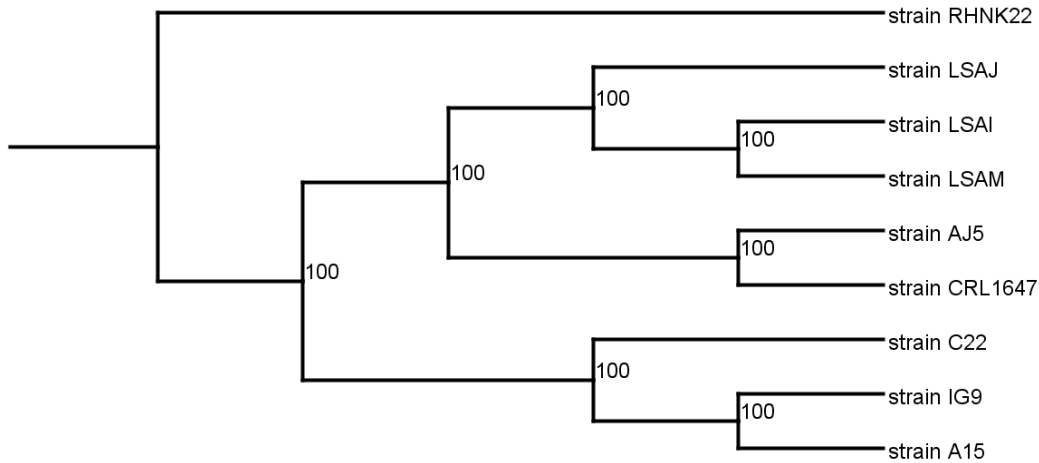 strain RHNK22
strain LSAJ
100
strain LSAI
100
strain LSAM
100
strain AJ5
100
strain CRL1647
100
strain C22
100
strain IG9
100
strain A15